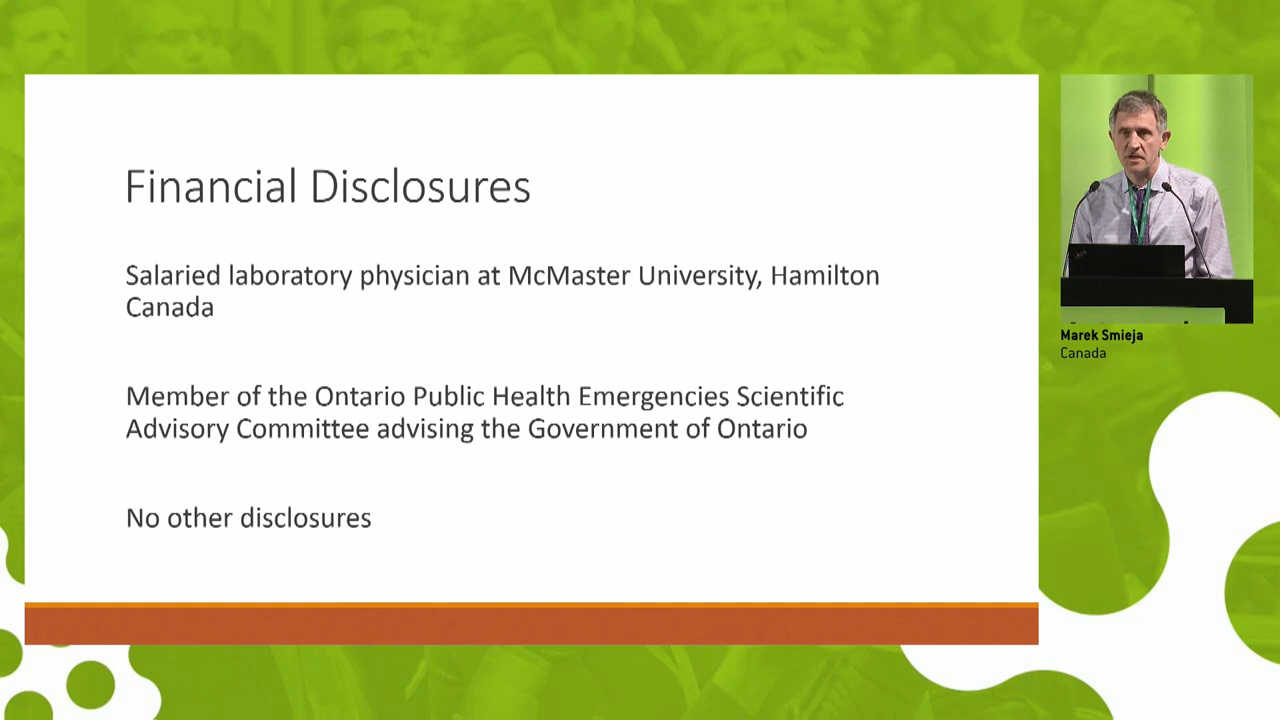 Financial Disclosures
Salaried laboratory physician at McMaster University, Hamilton
Canada
Member of the Ontario Public Health Emergencies Scientific
Advisory Committee advising the Government of Ontario
No other disclosures
Marek Smieja
Canada